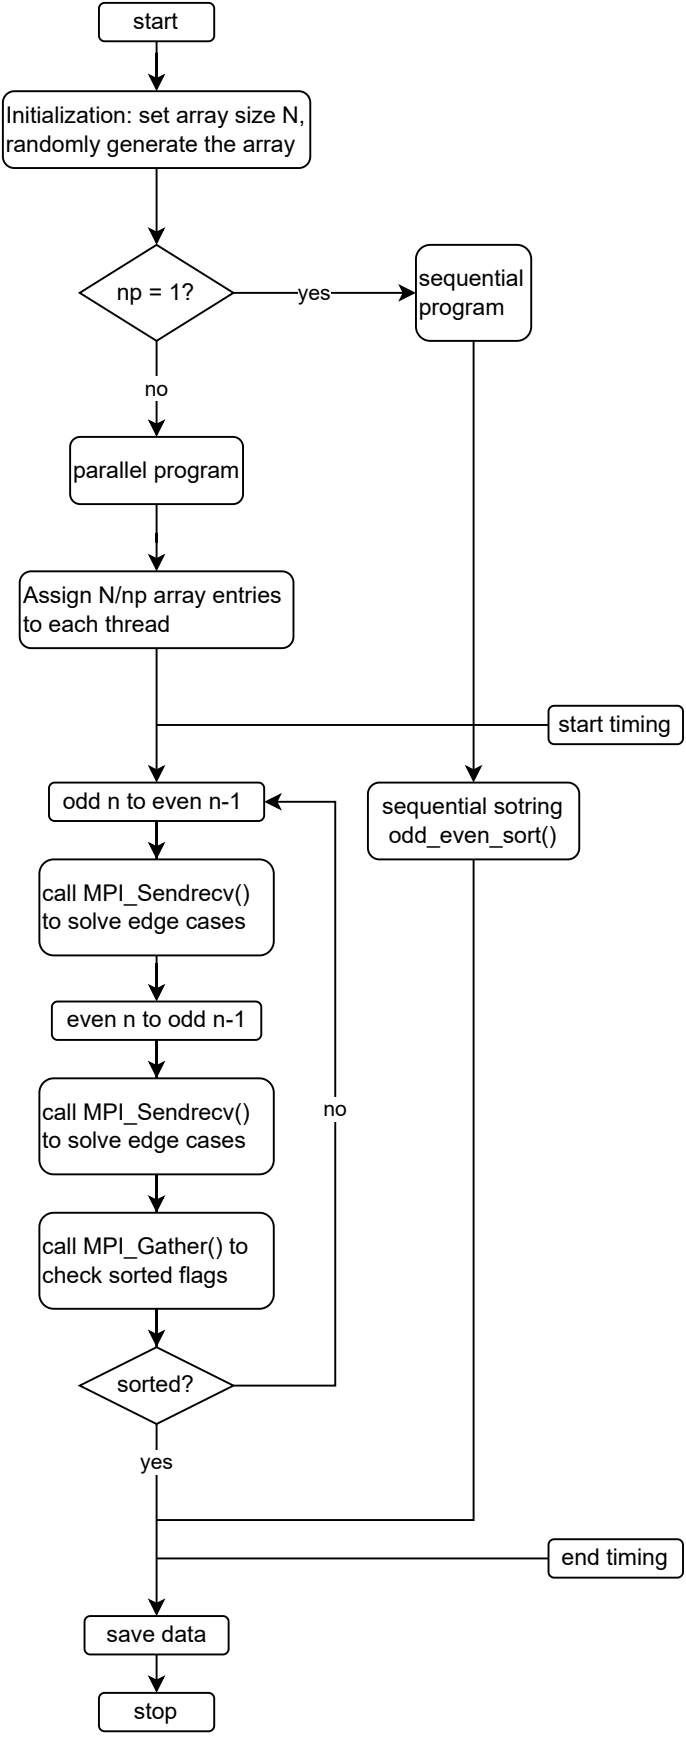 start
Initialization: set array size N,
randomly generate the array
np = 1?
yes
sequential
program
no
parallel program
Assign N/np array entries
to each thread
start timing
odd n to even n-1
sequential sotring
odd_even_sort()
call MPI_Sendrecv()
to solve edge cases
even n to odd n-1
call MPI_Sendrecv()
to solve edge cases
no
call MPI_Gather() to
check sorted flags
sorted?
yes
end timing
save data
stop